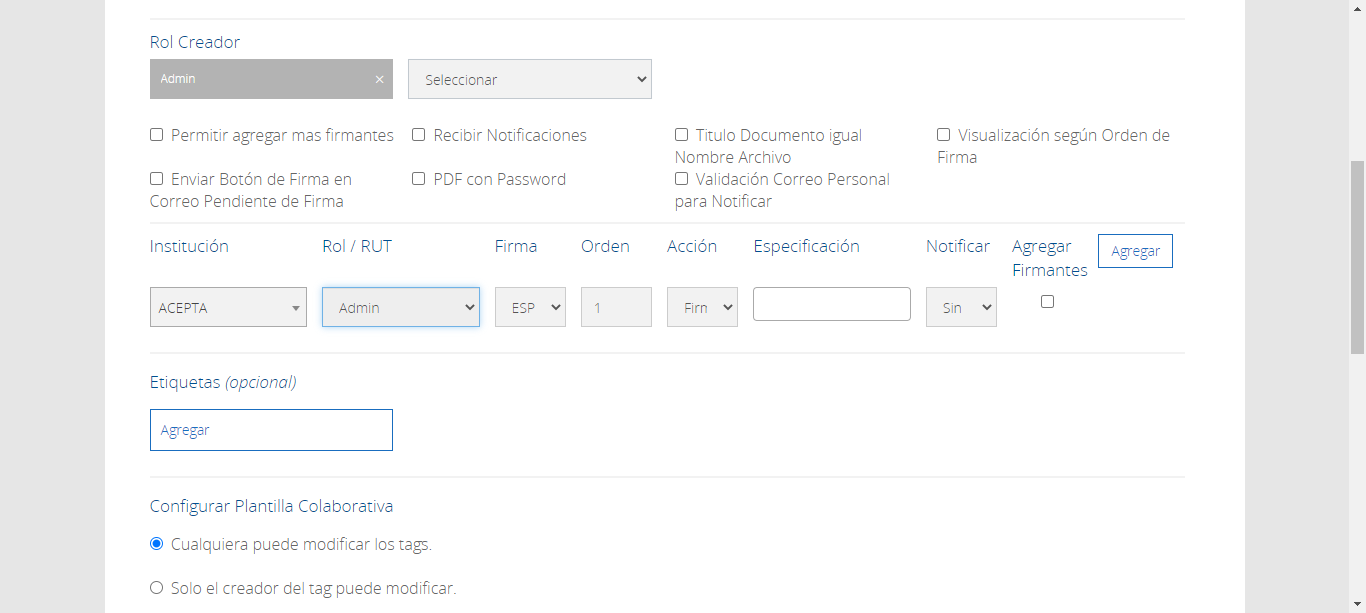 Rol Creador
Admin ×
Seleccionar
Permitir agregar mas firmantes
Recibir Notificaciones
Titulo Documento igual
Nombre Archivo
Visualización según Orden de
Firma
Enviar Botón de Firma en
Correo Pendiente de Firma
PDF con Password
Validación Correo Personal
para Notificar
Institución
Rol / RUT
Firma
Orden
Acción
Especificación
Notificar
Agregar
Firmantes
Agregar
ACEPTA
Admin
ESP
1
Firn
Sin
Etiquetas (opcional)
Agregar
Configurar Plantilla Colaborativa
Cualquiera puede modificar los tags.
Solo el creador del tag puede modificar.